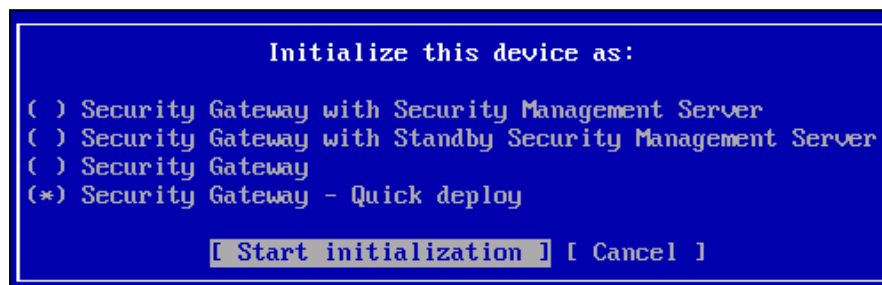 Initialize this device as:
( ) Security Gateway with Security Management Server
( ) Security Gateway with Standby Security Management Server
( ) Security Gateway
(*) Security Gateway - Quick deploy
[ Start initialization ] [ Cancel ]